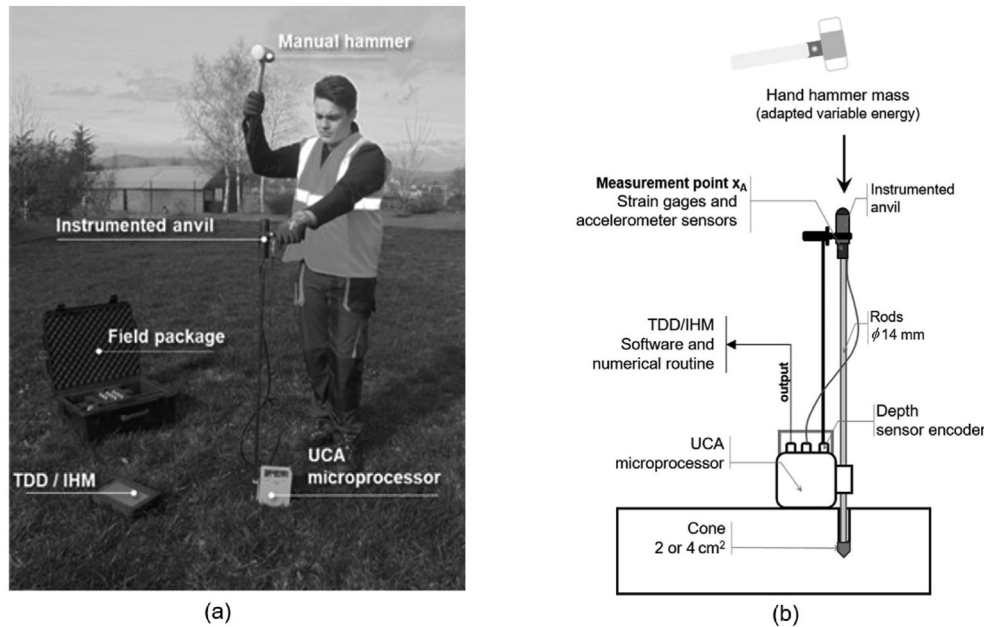 Manual hammer
Instrumented anvil
Field package
TDD / IHM
UCA
microprocessor
(a)
Hand hammer mass
(adapted variable energy)
Measurement point xA
Strain gages and
accelerometer sensors
Instrumented
anvil
TDD/IHM
Software and
numerical routine
output
Rods
ϕ14 mm
Depth
sensor encoder
UCA
microprocessor
Cone
2 or 4 cm²
(b)